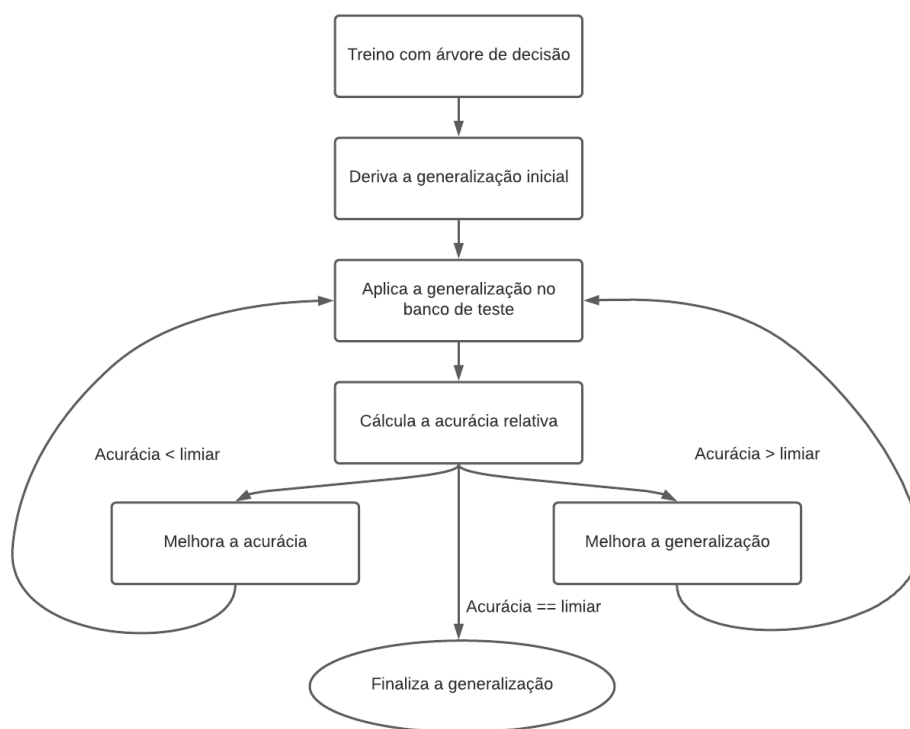 Treino com árvore de decisão
Deriva a generalização inicial
Aplica a generalização no
banco de teste
Cálcula a acurácia relativa
Acurácia < limiar
Acurácia > limiar
Melhora a acurácia
Melhora a generalização
Acurácia == limiar
Finaliza a generalização